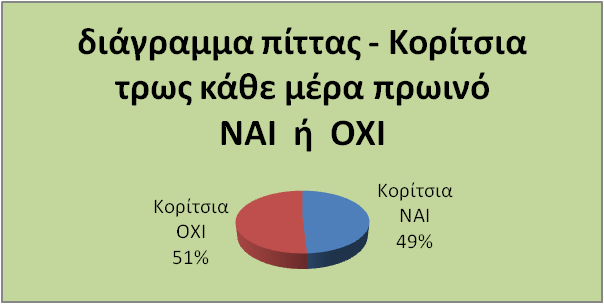 διάγραμμα πίττας - Κορίτσια
τρως κάθε μέρα πρωινό
ΝΑΙ ή ΟΧΙ
Κορίτσια
ΟΧΙ
51%
Κορίτσια
ΝΑΙ
49%